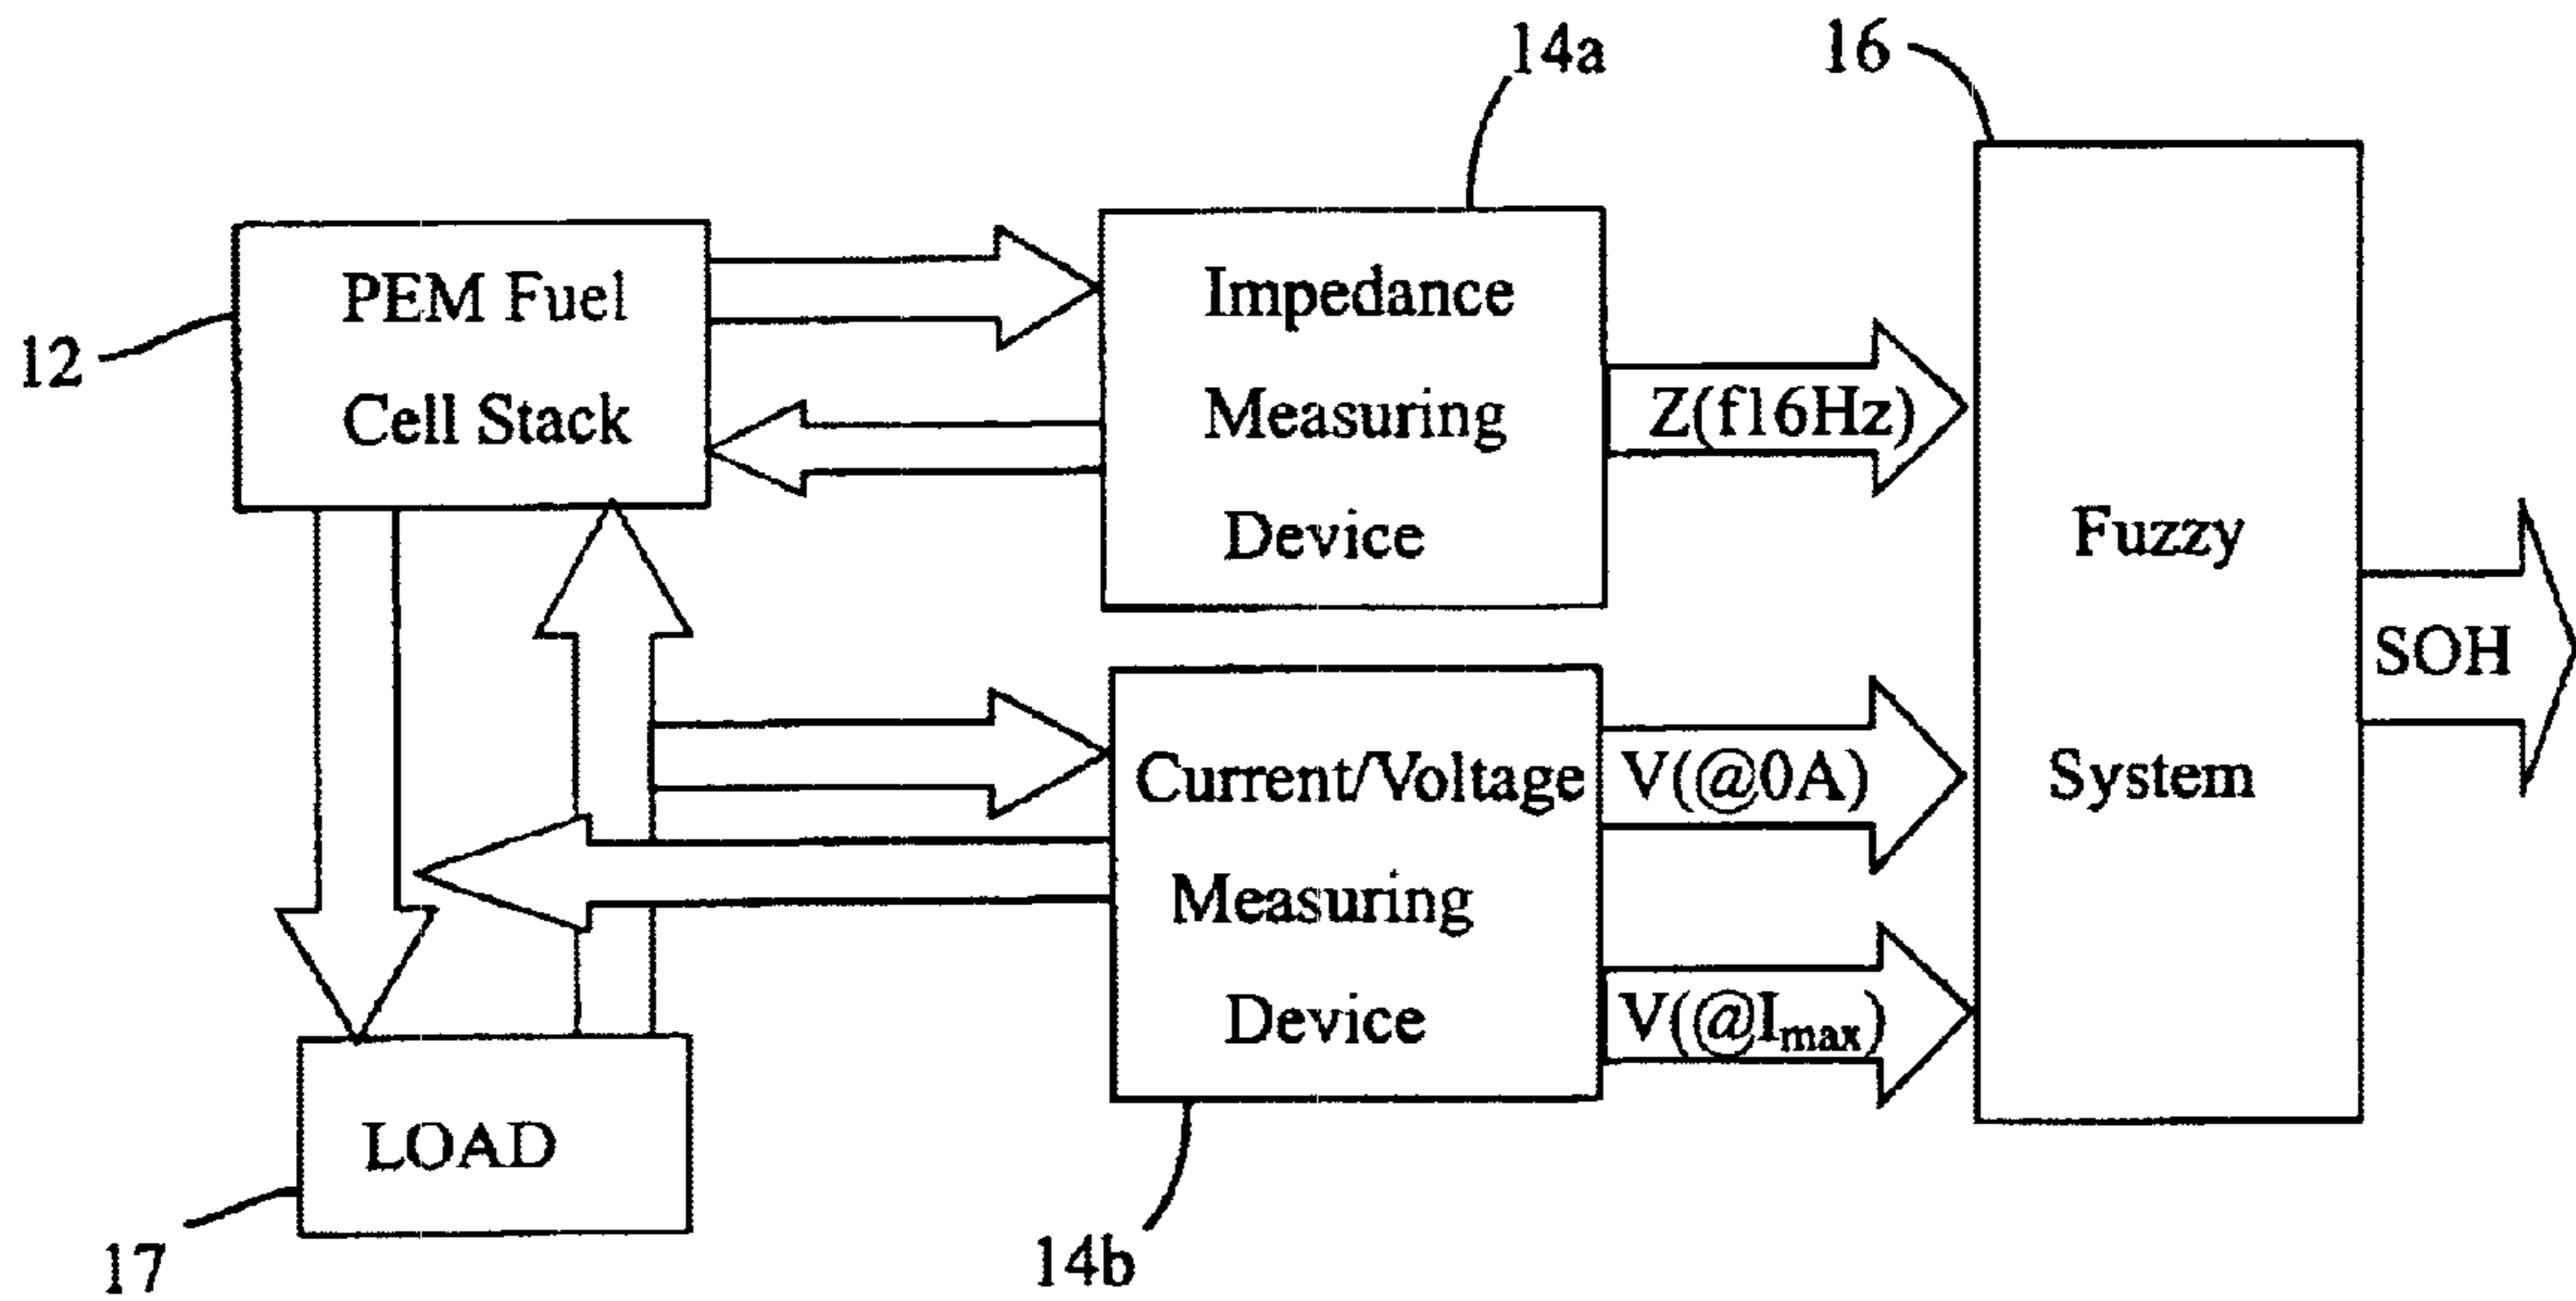 14a
16
12
PEM Fuel
Cell Stack
Impedance
Measuring
Device
Z(f16Hz)
Fuzzy
System
SOH
Current/Voltage
Measuring
Device
V(@0A)
V(@Imax)
LOAD
17
14b